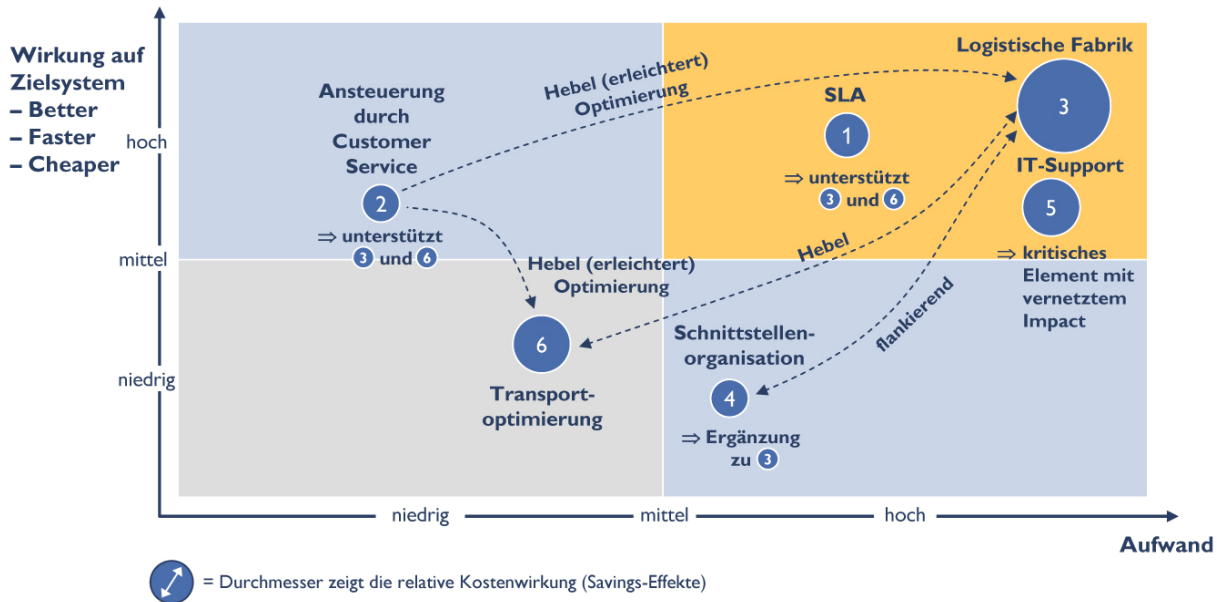 Wirkung auf
Zielsystem
– Better
– Faster
– Cheaper
hoch
mittel
niedrig
Ansteuerung
durch
Customer
Service
2
⇒ unterstützt
3 und 6
Hebel (erleichtert)
Optimierung
Logistische Fabrik
3
SLA
1
⇒ unterstützt
3 und 6
IT-Support
5
⇒ kritisches
Element mit
vernetztem
Impact
Hebel
Hebel (erleichtert)
Optimierung
6
Transport-
optimierung
Schnittstellen-
organisation
4
⇒ Ergänzung
zu 3
flankierend
niedrig
mittel
hoch
Aufwand
= Durchmesser zeigt die relative Kostenwirkung (Savings-Effekte)